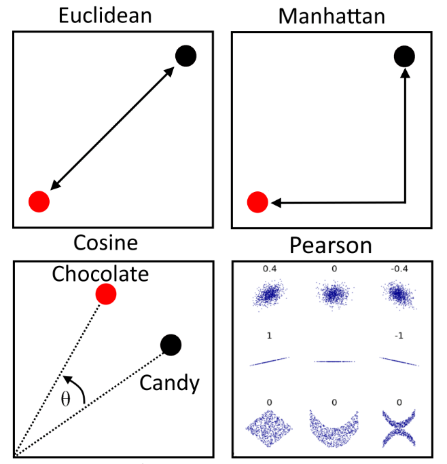 Euclidean
Manhattan
Cosine
Chocolate
Candy
θ
Pearson
0.4 0 -0.4
1 -1
0 0 0